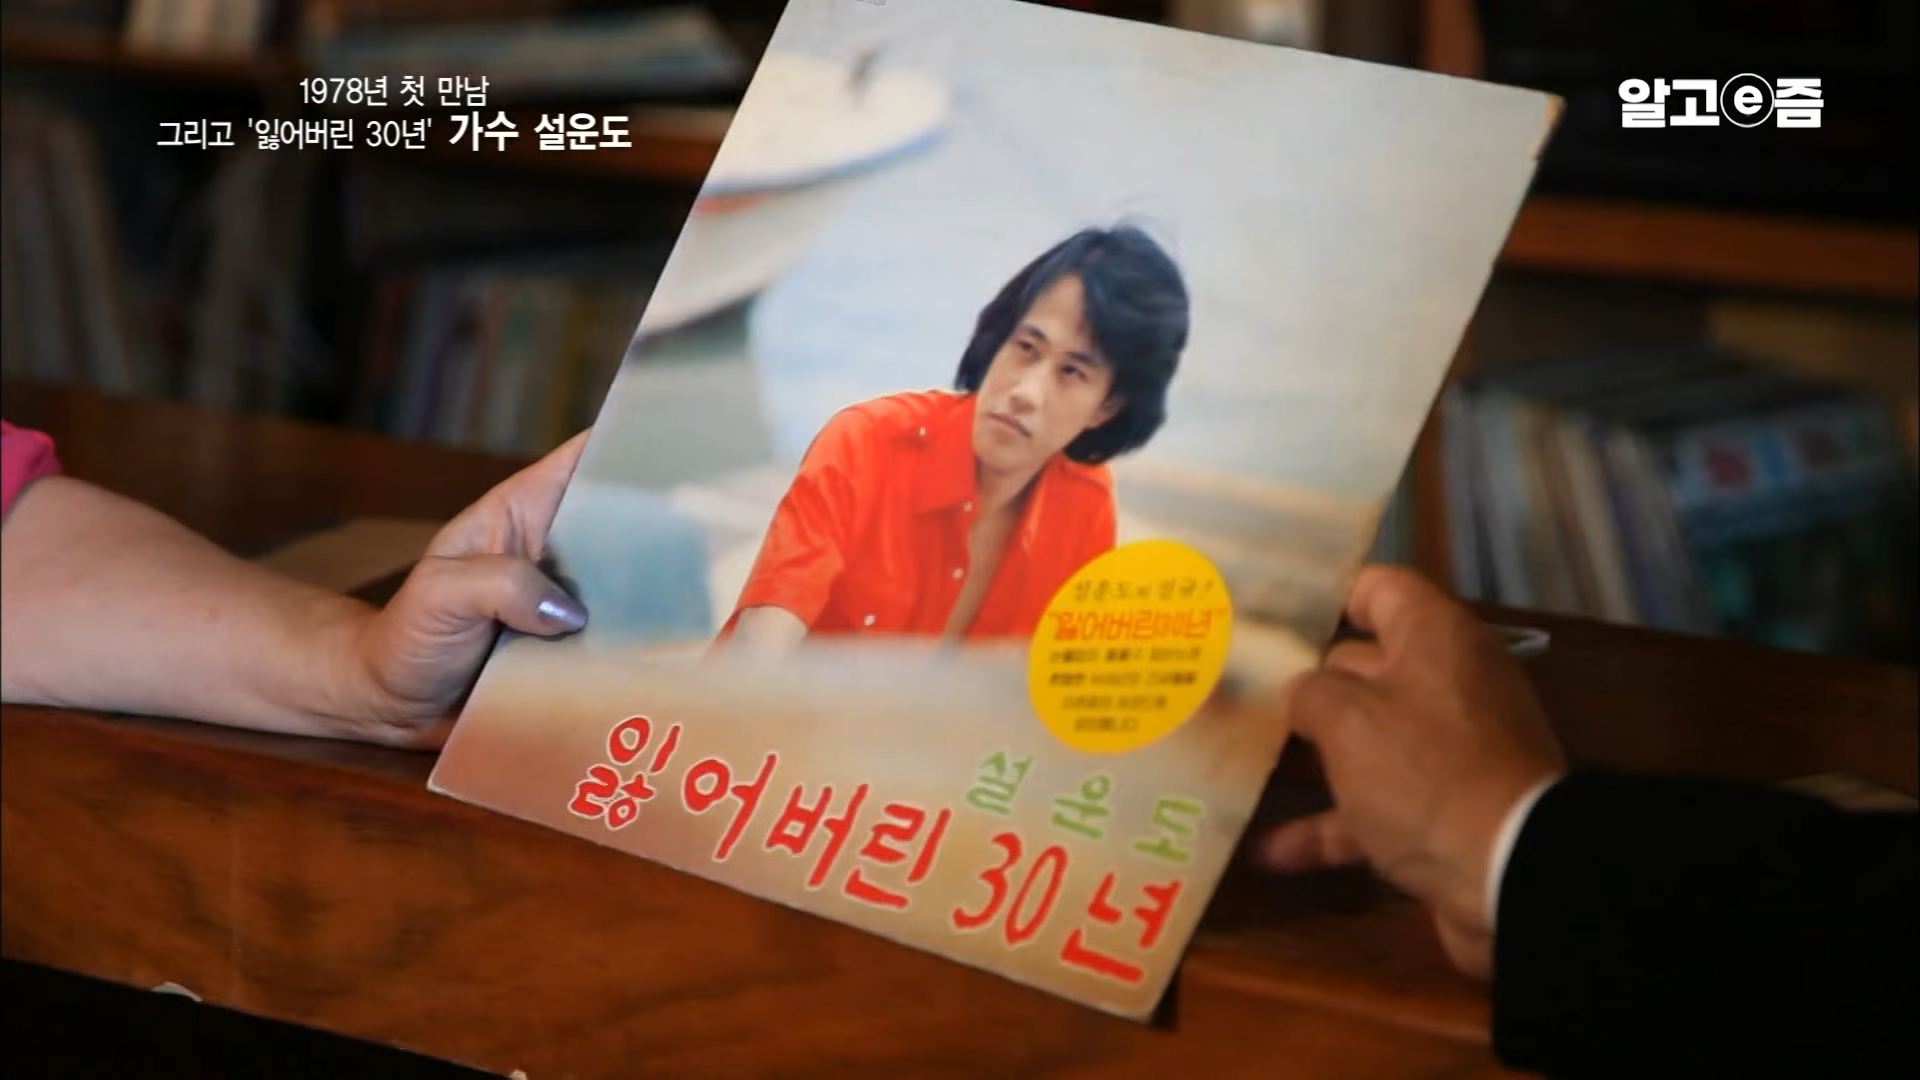 1978년 첫 만남
그리고 '잃어버린 30년' 가수 설운도
알고e즘
"잃어버린30년"
설운도
잃어버린 30년